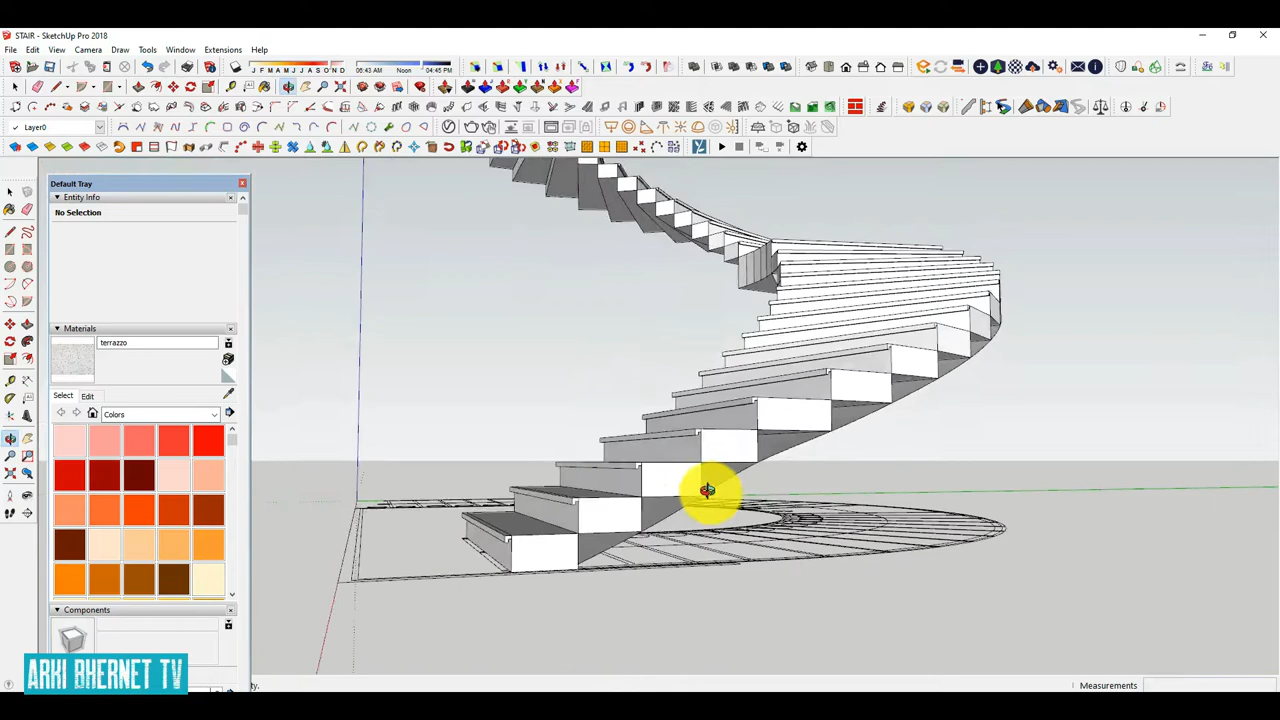 STAIR - SketchUp Pro 2018
File Edit View Camera Draw Tools Window Extensions Help
J F M A M J J A S O N D 06:43 AM Noon 04:45 PM
Layer0
Default Tray
Entity Info
No Selection
Materials
terrazzo
Select Edit
Colors
Components
ARKI BHERNET TV
Measurements